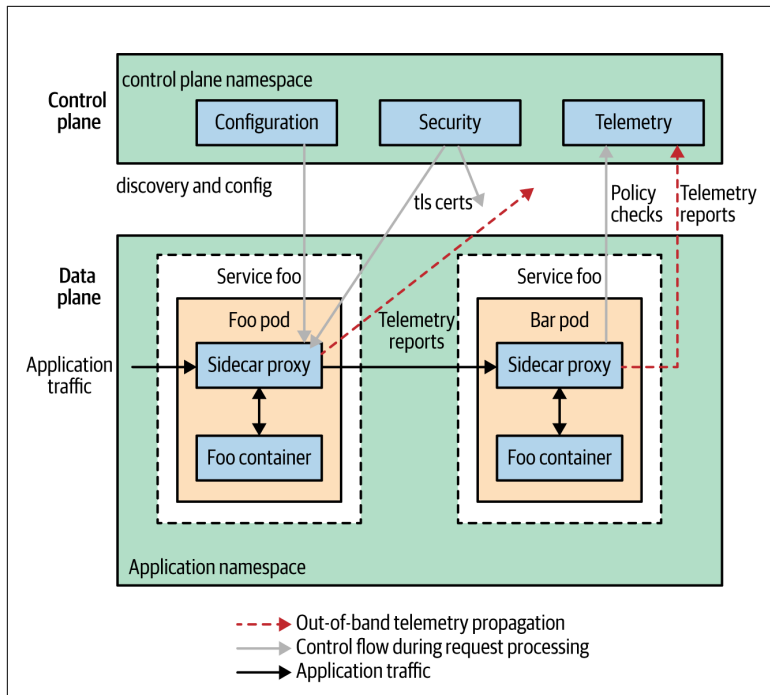 control plane namespace
Control
plane
Configuration
Security
Telemetry
discovery and config
tls certs
Policy
checks
Telemetry
reports
Data
plane
Service foo
Service foo
Foo pod
Bar pod
Telemetry
reports
Application
traffic
Sidecar proxy
Sidecar proxy
Foo container
Foo container
Application namespace
Out-of-band telemetry propagation
Control flow during request processing
Application traffic